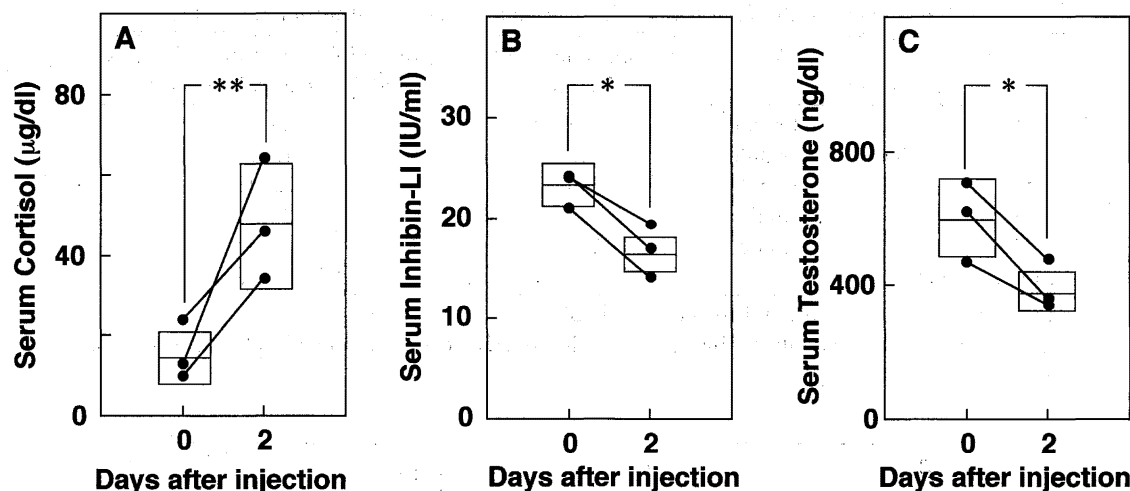 A
**
Serum Cortisol (μg/dl)
80
40
0
0 2
Days after injection
B
*
Serum Inhibin-LI (IU/ml)
30
20
10
0
0 2
Days after injection
C
*
Serum Testosterone (ng/dl)
800
400
0
0 2
Days after injection